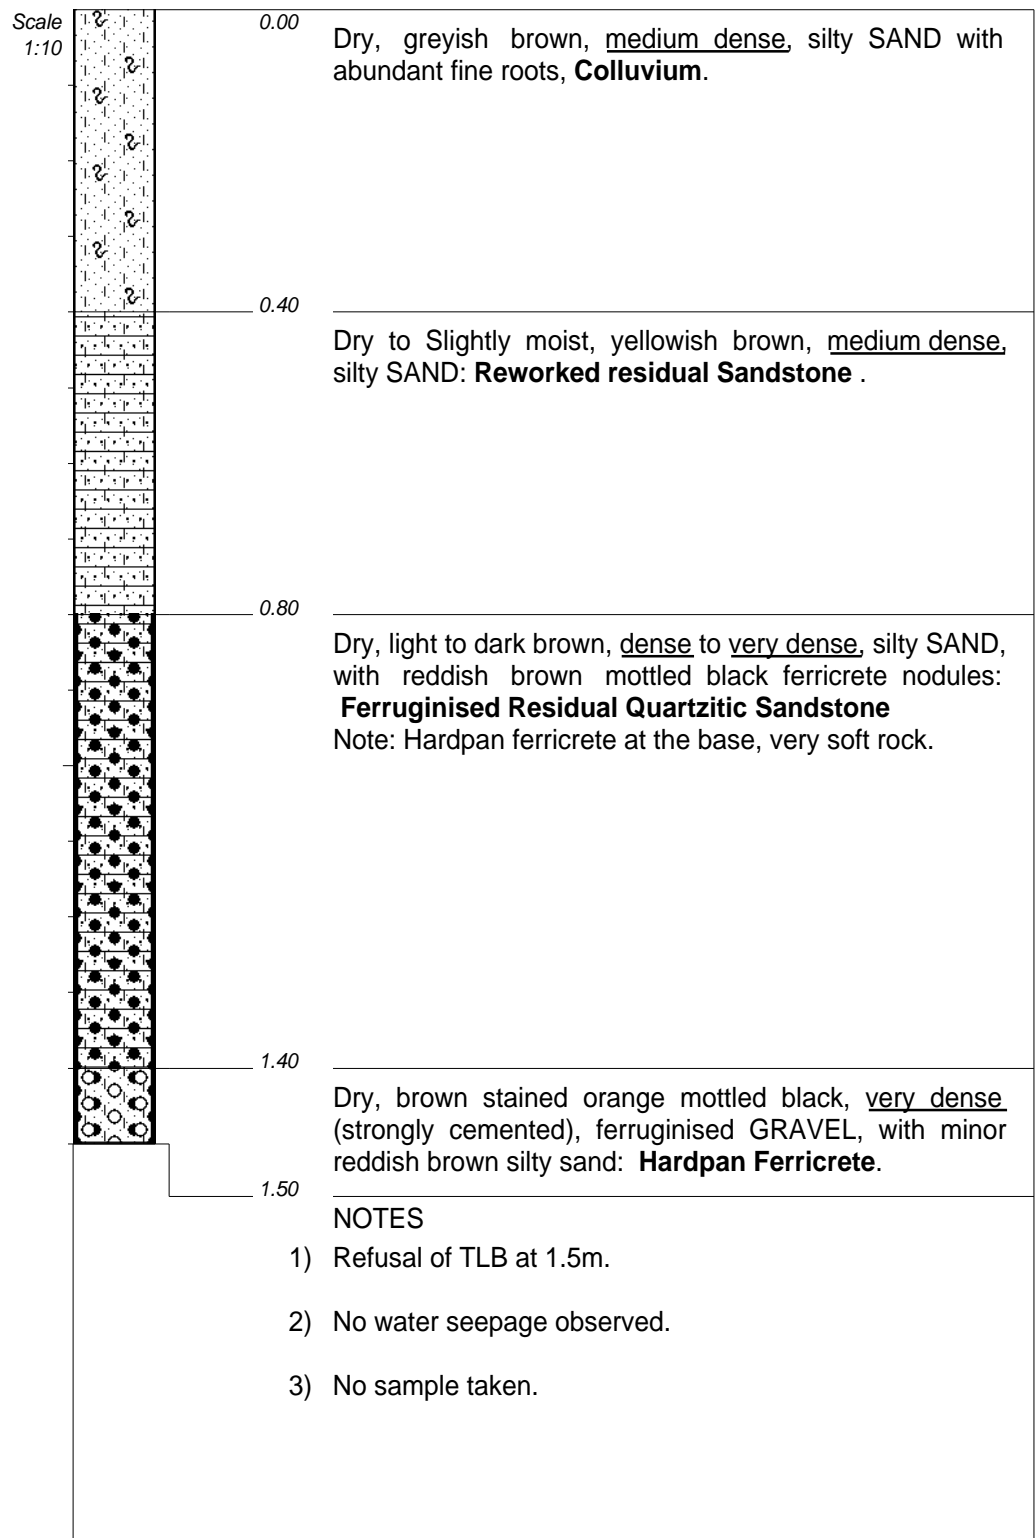 Scale
1:10
0.00
Dry, greyish brown, medium dense, silty SAND with
abundant fine roots, Colluvium.
0.40
Dry to Slightly moist, yellowish brown, medium dense,
silty SAND: Reworked residual Sandstone .
0.80
Dry, light to dark brown, dense to very dense, silty SAND,
with reddish brown mottled black ferricrete nodules:
Ferruginised Residual Quartzitic Sandstone
Note: Hardpan ferricrete at the base, very soft rock.
1.40
Dry, brown stained orange mottled black, very dense
(strongly cemented), ferruginised GRAVEL, with minor
reddish brown silty sand: Hardpan Ferricrete.
1.50
NOTES
1) Refusal of TLB at 1.5m.
2) No water seepage observed.
3) No sample taken.